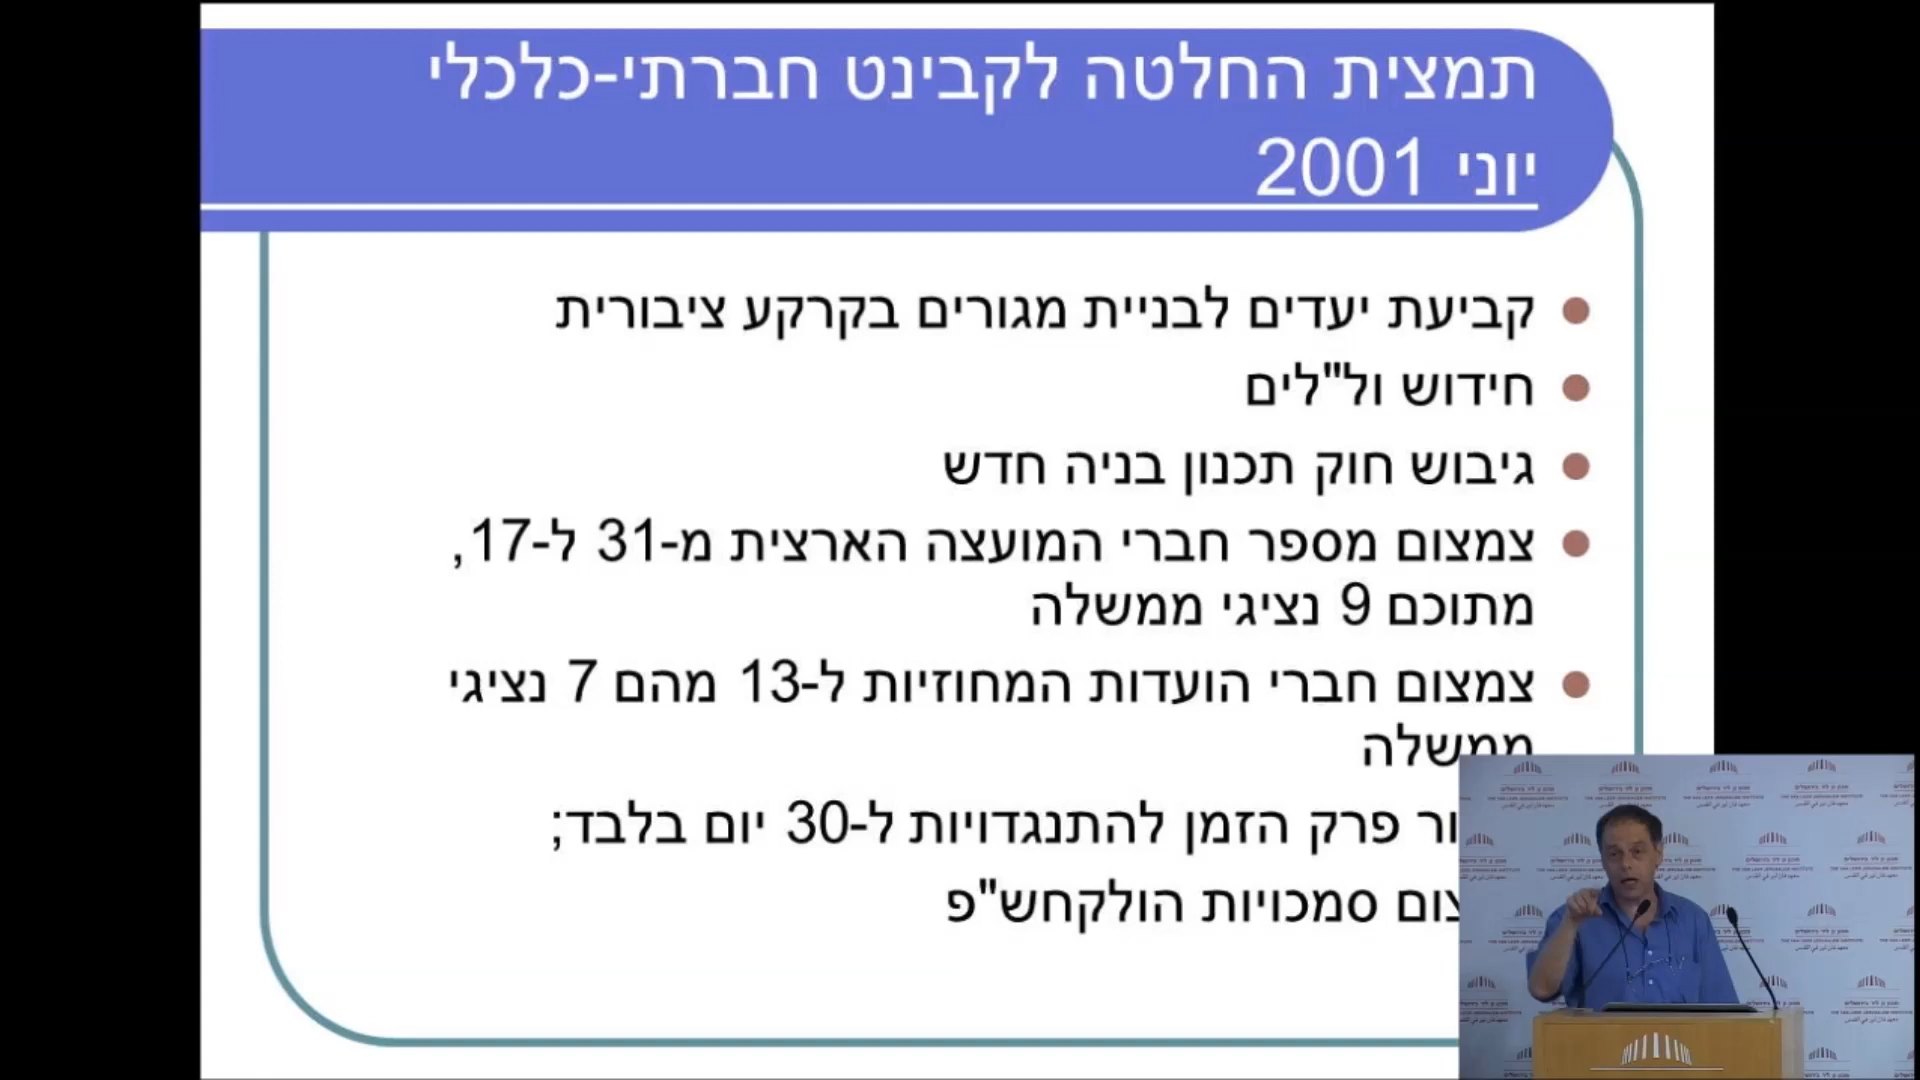 תמצית החלטה לקבינט חברתי-כלכלי
יוני 2001
קביעת יעדים לבניית מגורים בקרקע ציבורית
חידוש ול"לים
גיבוש חוק תכנון בניה חדש
צמצום מספר חברי המועצה הארצית מ-31 ל-17,
מתוכם 9 נציגי ממשלה
צמצום חברי הועדות המחוזיות ל-13 מהם 7 נציגי
ממשלה
פרק הזמן להתנגדויות ל-30 יום בלבד;
סמכויות הולקחש"פ